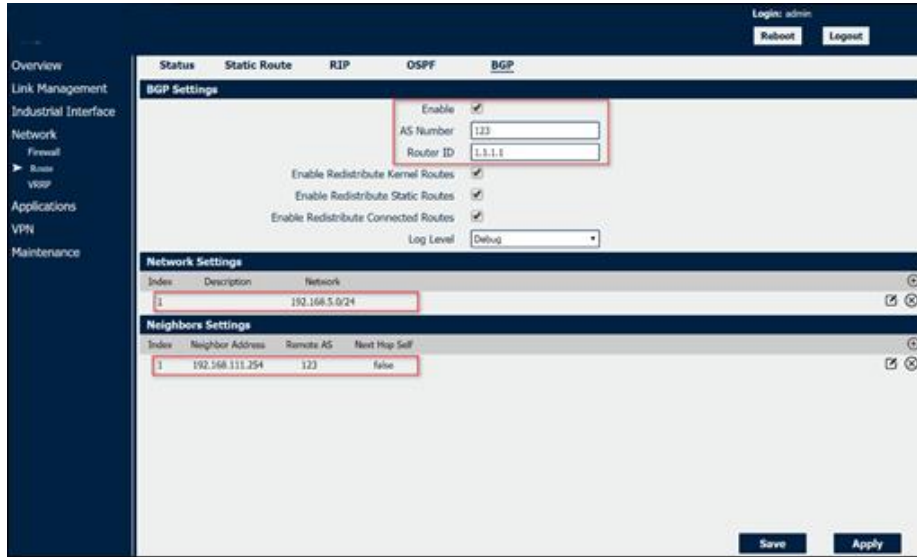 Login: admin
Reboot Logout
Overview
Link Management
Industrial Interface
Network
Firewall
Route
VRRP
Applications
VPN
Maintenance
Status Static Route RIP OSPF BGP
BGP Settings
Enable
AS Number 123
Router ID 1.1.1.1
Enable Redistribute Kernel Routes
Enable Redistribute Static Routes
Enable Redistribute Connected Routes
Log Level Debug
Network Settings
Index Description Network
1 192.168.5.0/24
Neighbors Settings
Index Neighbor Address Remote AS Next Hop Self
1 192.168.111.254 123 false
Save Apply